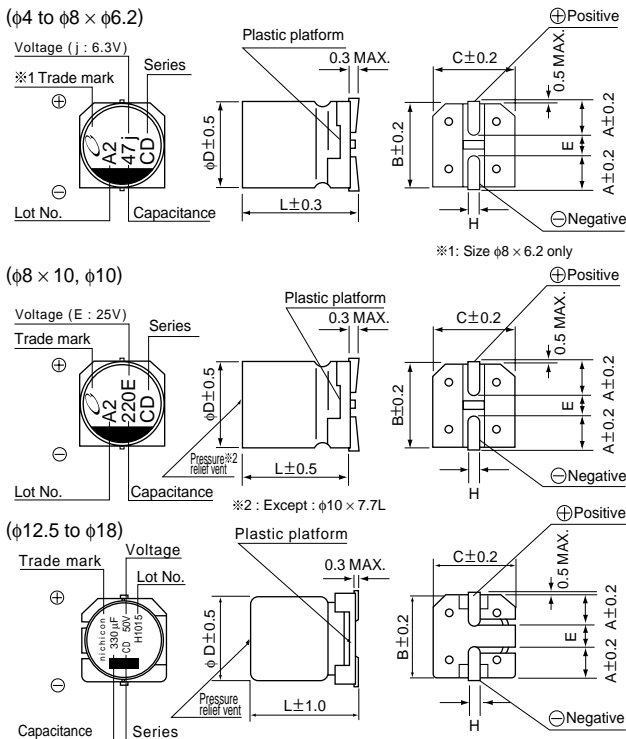 (φ4 to φ8 × φ6.2)
Voltage (j : 6.3V)
※1 Trade mark
Series
⊕
A2
47j
CD
⊖
Lot No.
Capacitance
Plastic platform
0.3 MAX.
φD±0.5
L±0.3
⊕Positive
C±0.2
0.5 MAX.
B±0.2
A±0.2
E
A±0.2
H
⊖Negative
※1: Size φ8 × 6.2 only
(φ8 × 10, φ10)
Voltage (E : 25V)
Trade mark
Series
⊕
A2
220E
CD
⊖
Lot No.
Capacitance
Plastic platform
0.3 MAX.
φD±0.5
Pressure※2
relief vent
L±0.5
※2 : Except : φ10 × 7.7L
⊕Positive
C±0.2
0.5 MAX.
B±0.2
A±0.2
E
A±0.2
H
⊖Negative
(φ12.5 to φ18)
Trade mark
Voltage
Lot No.
⊕
nichicon
330µF
CD 50V
H1015
⊖
Capacitance
Series
Plastic platform
0.3 MAX.
φD±0.5
Pressure
relief vent
L±1.0
⊕Positive
C±0.2
0.5 MAX.
B±0.2
A±0.2
E
A±0.2
H
⊖Negative